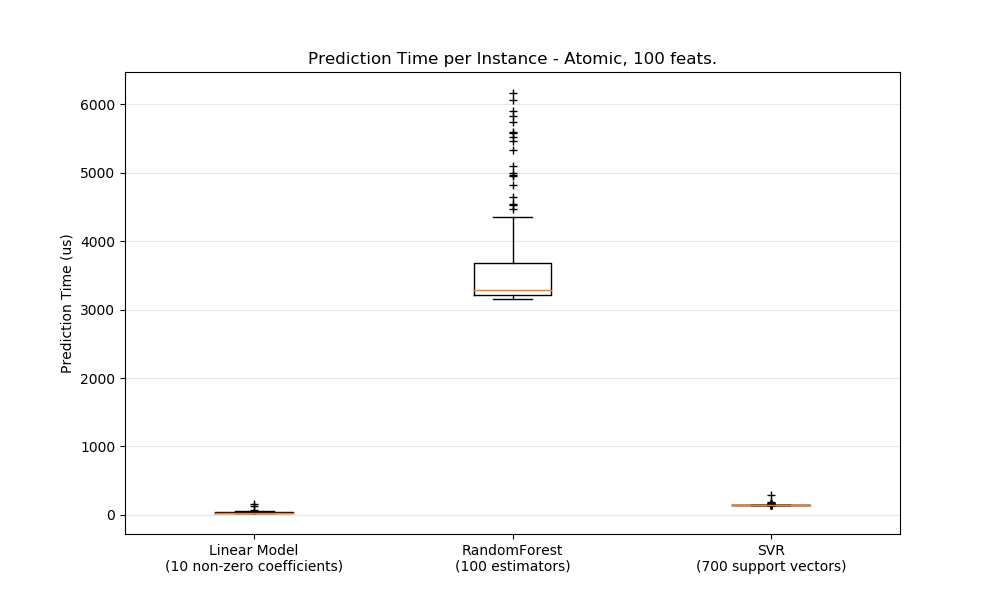 Prediction Time per Instance - Atomic, 100 feats.
Prediction Time (us)
6000
5000
4000
3000
2000
1000
0
Linear Model
(10 non-zero coefficients)
RandomForest
(100 estimators)
SVR
(700 support vectors)